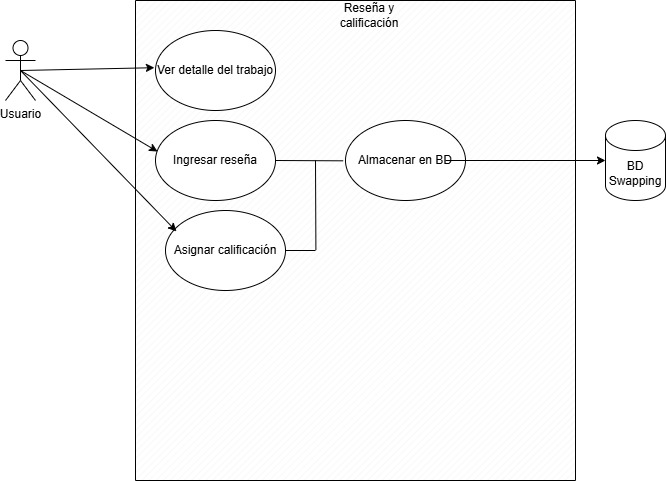 Reseña y
calificación
Ver detalle del trabajo
Usuario
Ingresar reseña
Almacenar en BD
BD
Swapping
Asignar calificación